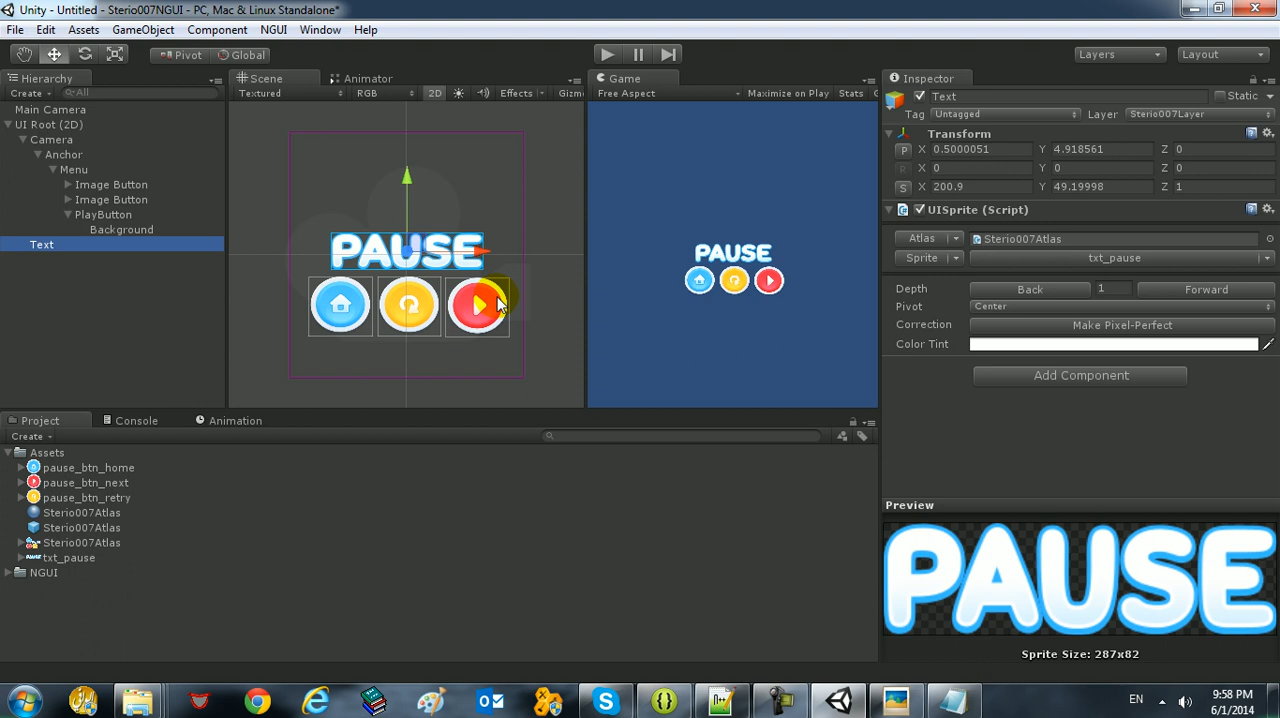 Unity - Untitled - Sterio007NGUI - PC, Mac & Linux Standalone*
File Edit Assets GameObject Component NGUI Window Help
Pivot Global Layers Layout
Hierarchy Scene Animator Game Inspector
Create All Textured RGB 2D Effects Gizm Free Aspect Maximize on Play Stats G
Text Static
Tag Untagged Layer Sterio007Layer
Main Camera
UI Root (2D)
Camera
Anchor
Menu
Image Button
Image Button
PlayButton
Background
Text
PAUSE
PAUSE
Transform
P X 0.5000051 Y 4.918561 Z 0
R X 0 Y 0 Z 0
S X 200.9 Y 49.19998 Z 1
UISprite (Script)
Atlas Sterio007Atlas
Sprite txt_pause
Depth Back 1 Forward
Pivot Center
Correction Make Pixel-Perfect
Color Tint
Add Component
Project Console Animation
Create
Assets
pause_btn_home
pause_btn_next
pause_btn_retry
Sterio007Atlas
Sterio007Atlas
Sterio007Atlas
txt_pause
NGUI
Preview
PAUSE
Sprite Size: 287x82
EN 9:58 PM
6/1/2014